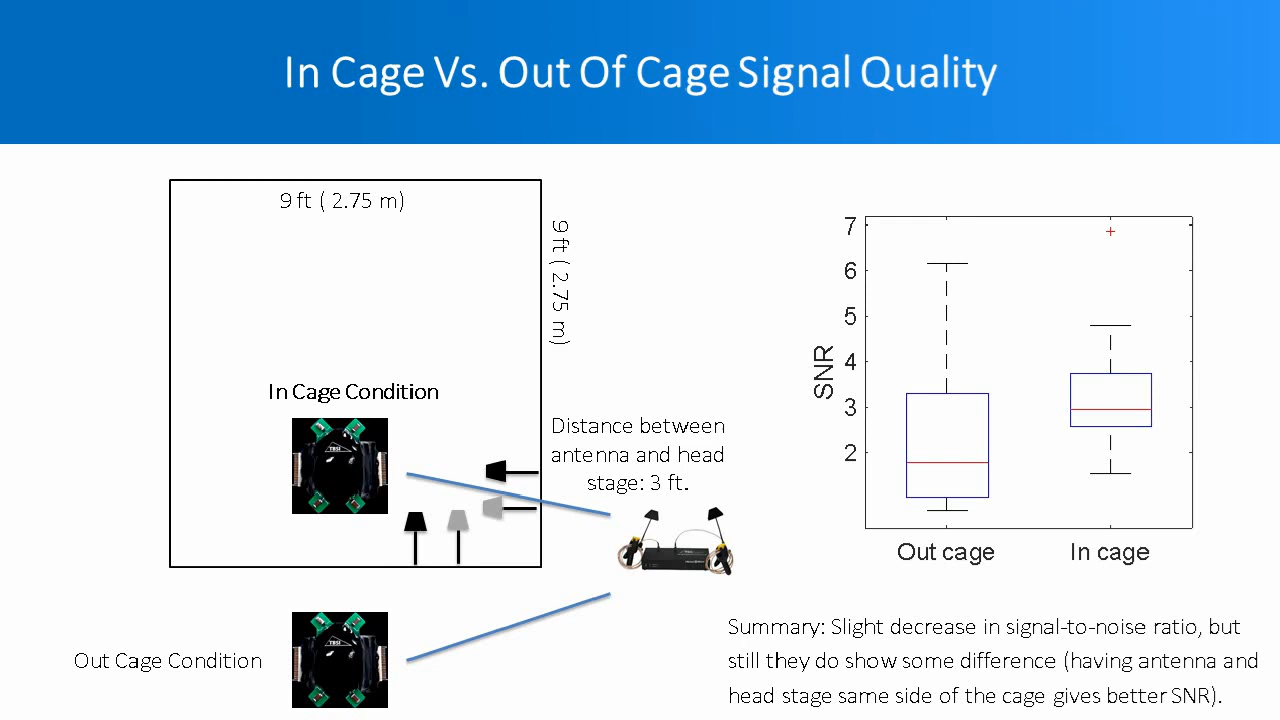 In Cage Vs. Out Of Cage Signal Quality
9 ft ( 2.75 m)
9 ft ( 2.75 m)
In Cage Condition
TBSI
Distance between
antenna and head
stage: 3 ft.
Out Cage Condition
TBSI
7
6
5
4
3
2
SNR
Out cage
In cage
Summary: Slight decrease in signal-to-noise ratio, but
still they do show some difference (having antenna and
head stage same side of the cage gives better SNR).